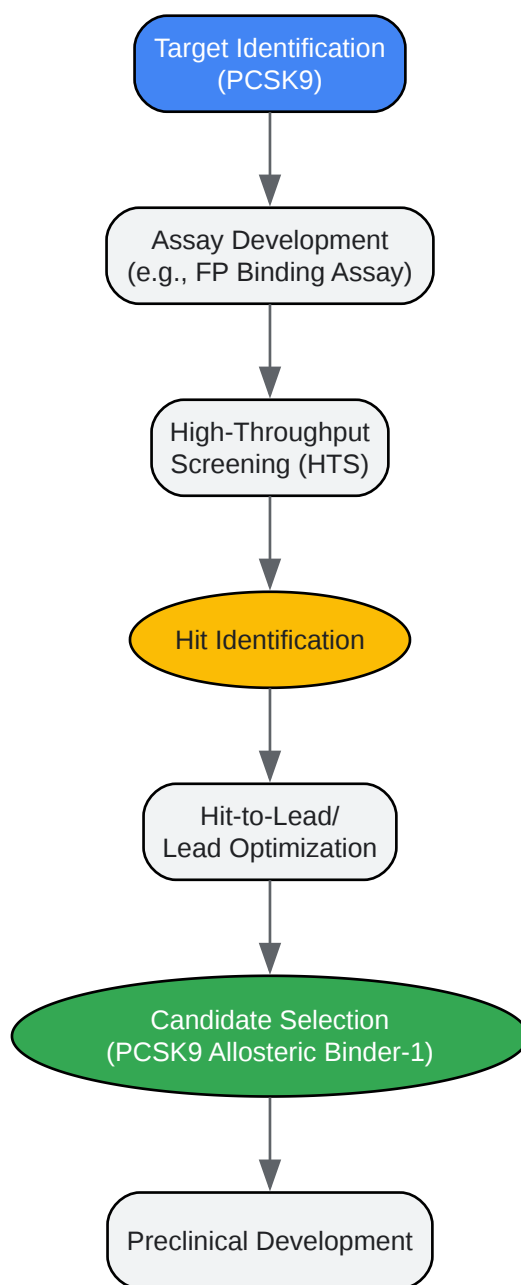 Target Identification
(PCSK9)
Assay Development
(e.g., FP Binding Assay)
High-Throughput
Screening (HTS)
Hit Identification
Hit-to-Lead/
Lead Optimization
Candidate Selection
(PCSK9 Allosteric Binder-1)
Preclinical Development